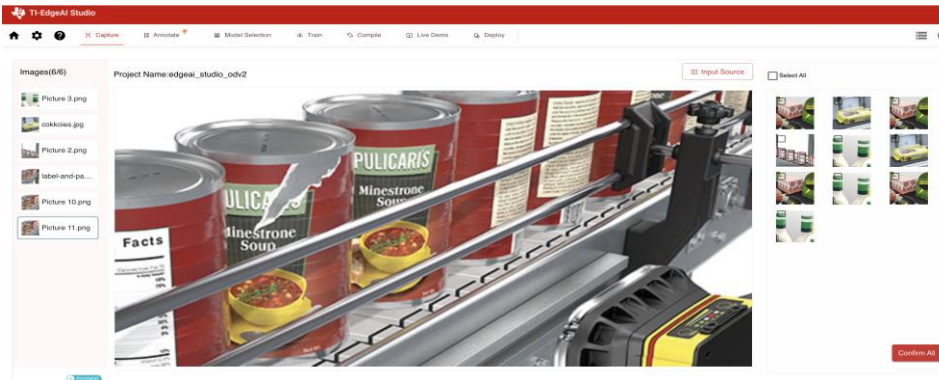 TI-EdgeAI Studio
Capture
Annotate
Model Selection
Train
Compile
Live Demo
Deploy
Images(6/6)
Project Name:edgeai_studio_odv2
Input Source
Select All
Picture 3.png
cokkoies.jpg
Picture 2.png
label-and-pa...
Picture 10.png
Picture 11.png
PULICARIS
Minestrone
Soup
ULICA
linestrone
Soup
Facts
Confirm All